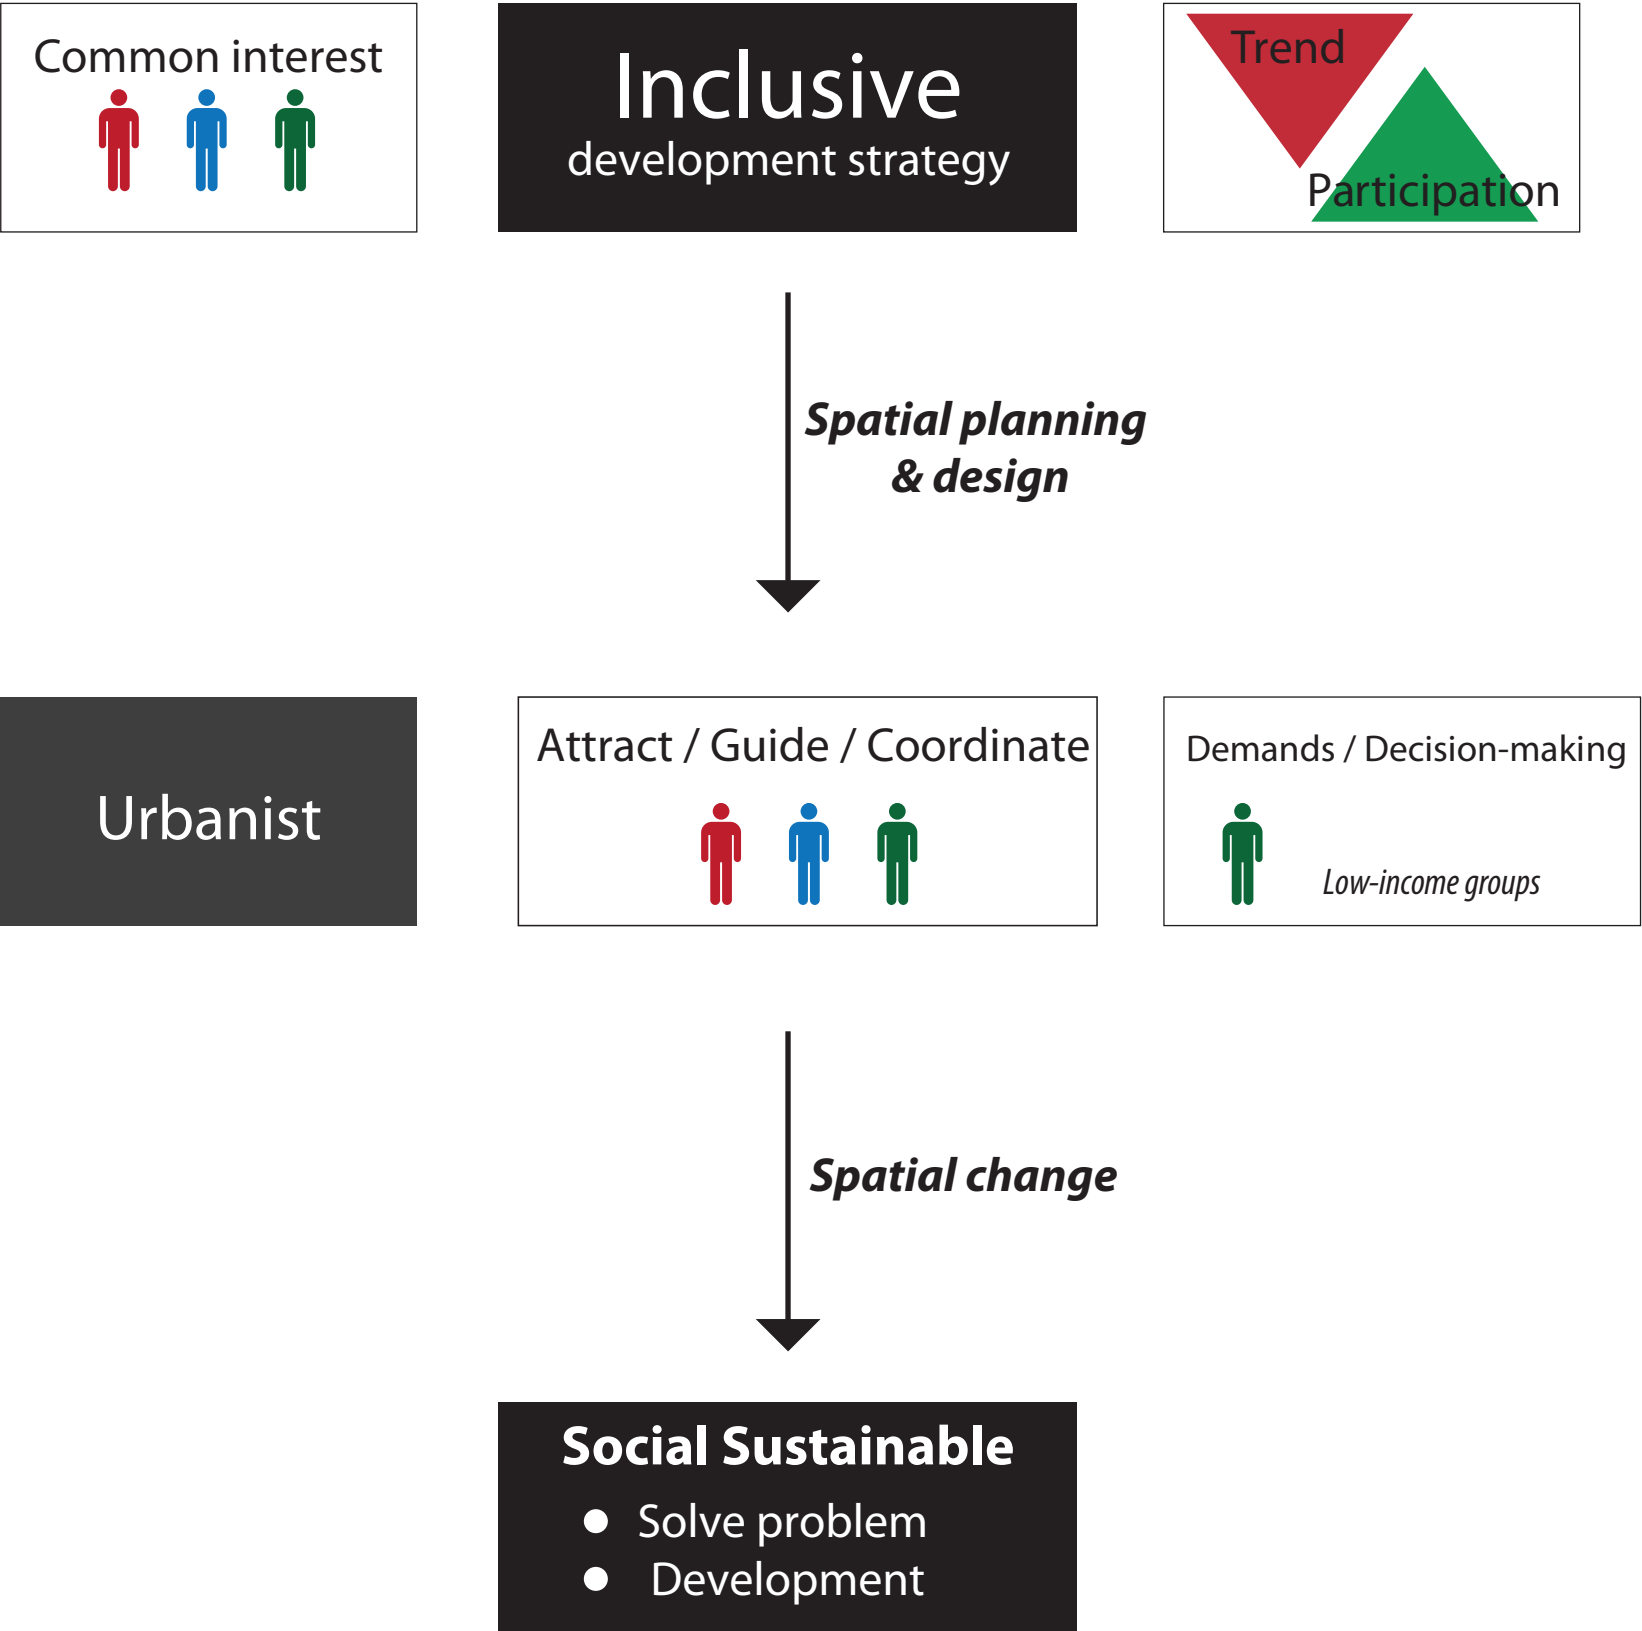 Common interest
Inclusive
development strategy
Trend
Participation
Spatial planning
& design
Urbanist
Attract / Guide / Coordinate
Demands / Decision-making
Low-income groups
Spatial change
Social Sustainable
● Solve problem
● Development